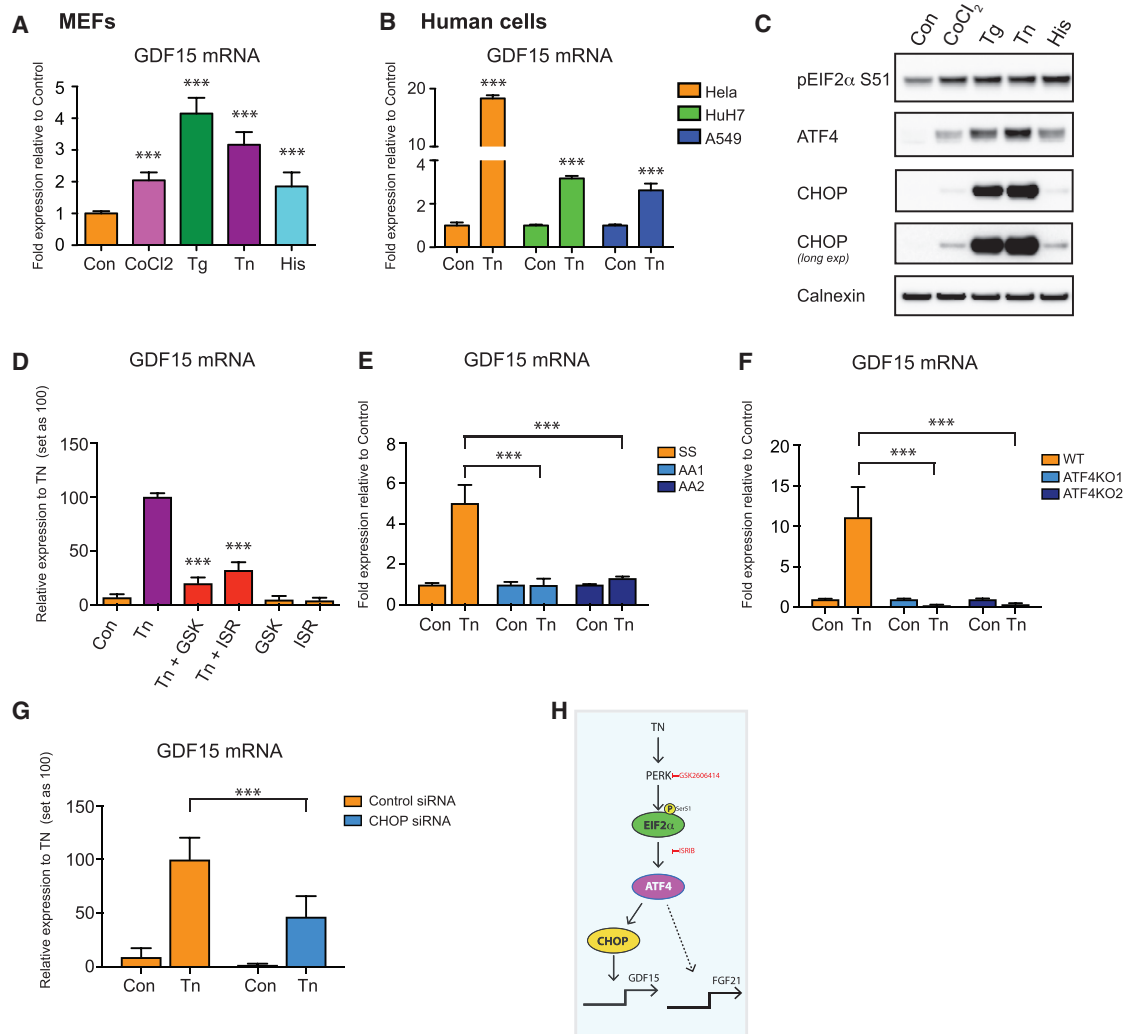 A MEFs
GDF15 mRNA
Fold expression relative to Control
5
4
3
2
1
0
***
***
***
***
Con CoCl2 Tg Tn His
B Human cells
GDF15 mRNA
Fold expression relative to Control
20
10
4
2
0
***
***
***
Hela
HuH7
A549
Con Tn Con Tn Con Tn
C
Con CoCl2 Tg Tn His
pEIF2α S51
ATF4
CHOP
CHOP
(long exp)
Calnexin
D
GDF15 mRNA
Relative expression to TN (set as 100)
150
100
50
0
***
***
Con Tn Tn + GSK Tn + ISR GSK ISR
E
GDF15 mRNA
Fold expression relative to Control
8
6
4
2
0
***
***
SS
AA1
AA2
Con Tn Con Tn Con Tn
F
GDF15 mRNA
Fold expression relative to Control
20
15
10
5
0
***
***
WT
ATF4KO1
ATF4KO2
Con Tn Con Tn Con Tn
G
GDF15 mRNA
Relative expression to TN (set as 100)
150
100
50
0
***
Control siRNA
CHOP siRNA
Con Tn Con Tn
H
TN
PERK GSK2606414
P Ser51
EIF2α
ISRIB
ATF4
CHOP
GDF15
FGF21